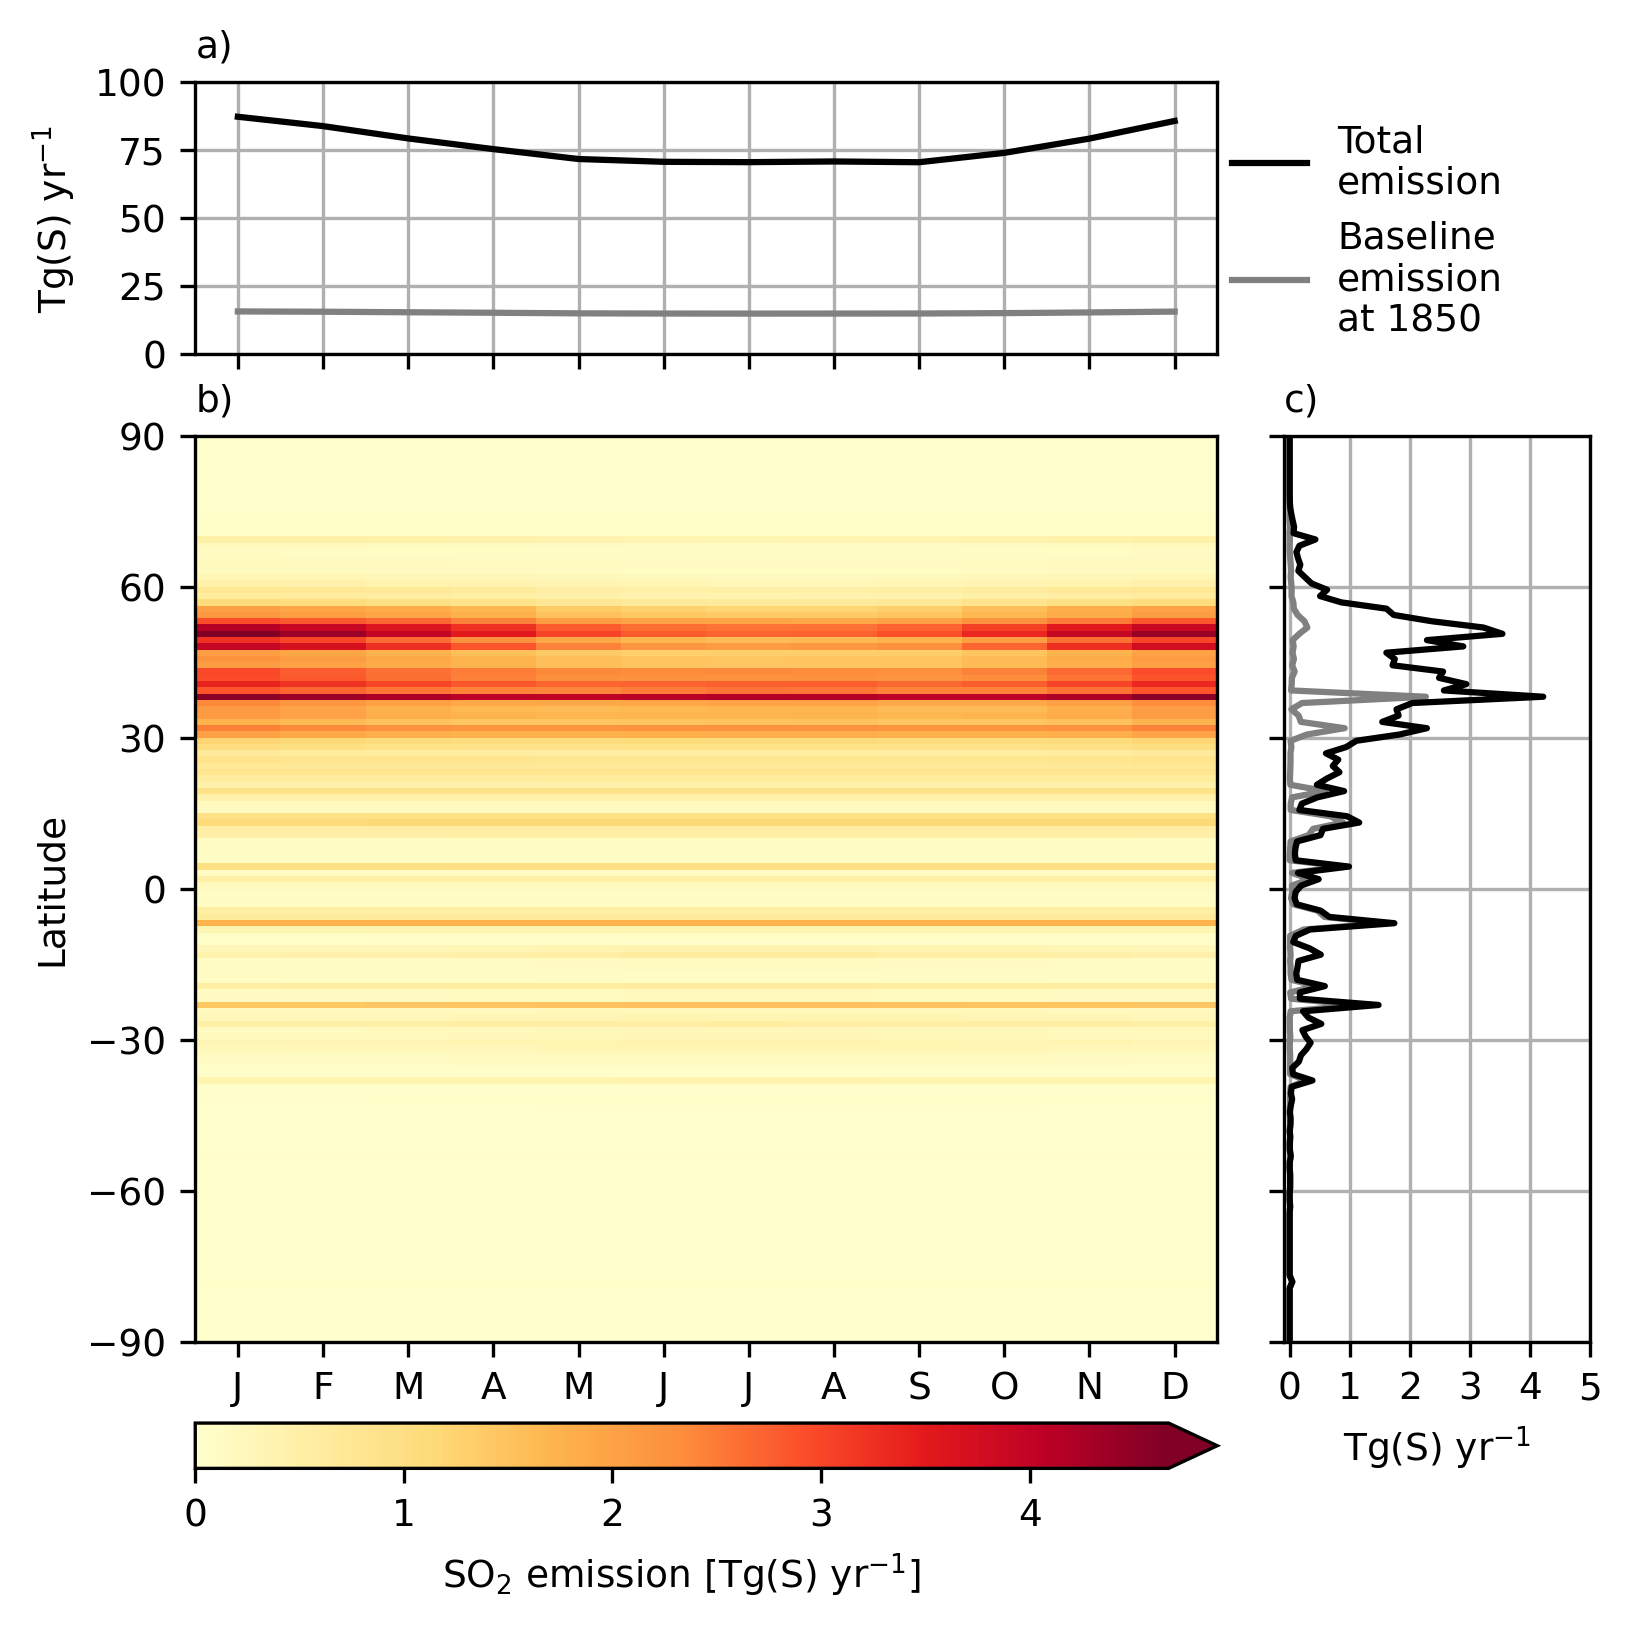 a)
100
75
50
25
0
Tg(S) yr⁻¹
Total
emission
Baseline
emission
at 1850
b)
90
60
30
0
−30
−60
−90
Latitude
J F M A M J J A S O N D
c)
0 1 2 3 4 5
Tg(S) yr⁻¹
0 1 2 3 4
SO₂ emission [Tg(S) yr⁻¹]